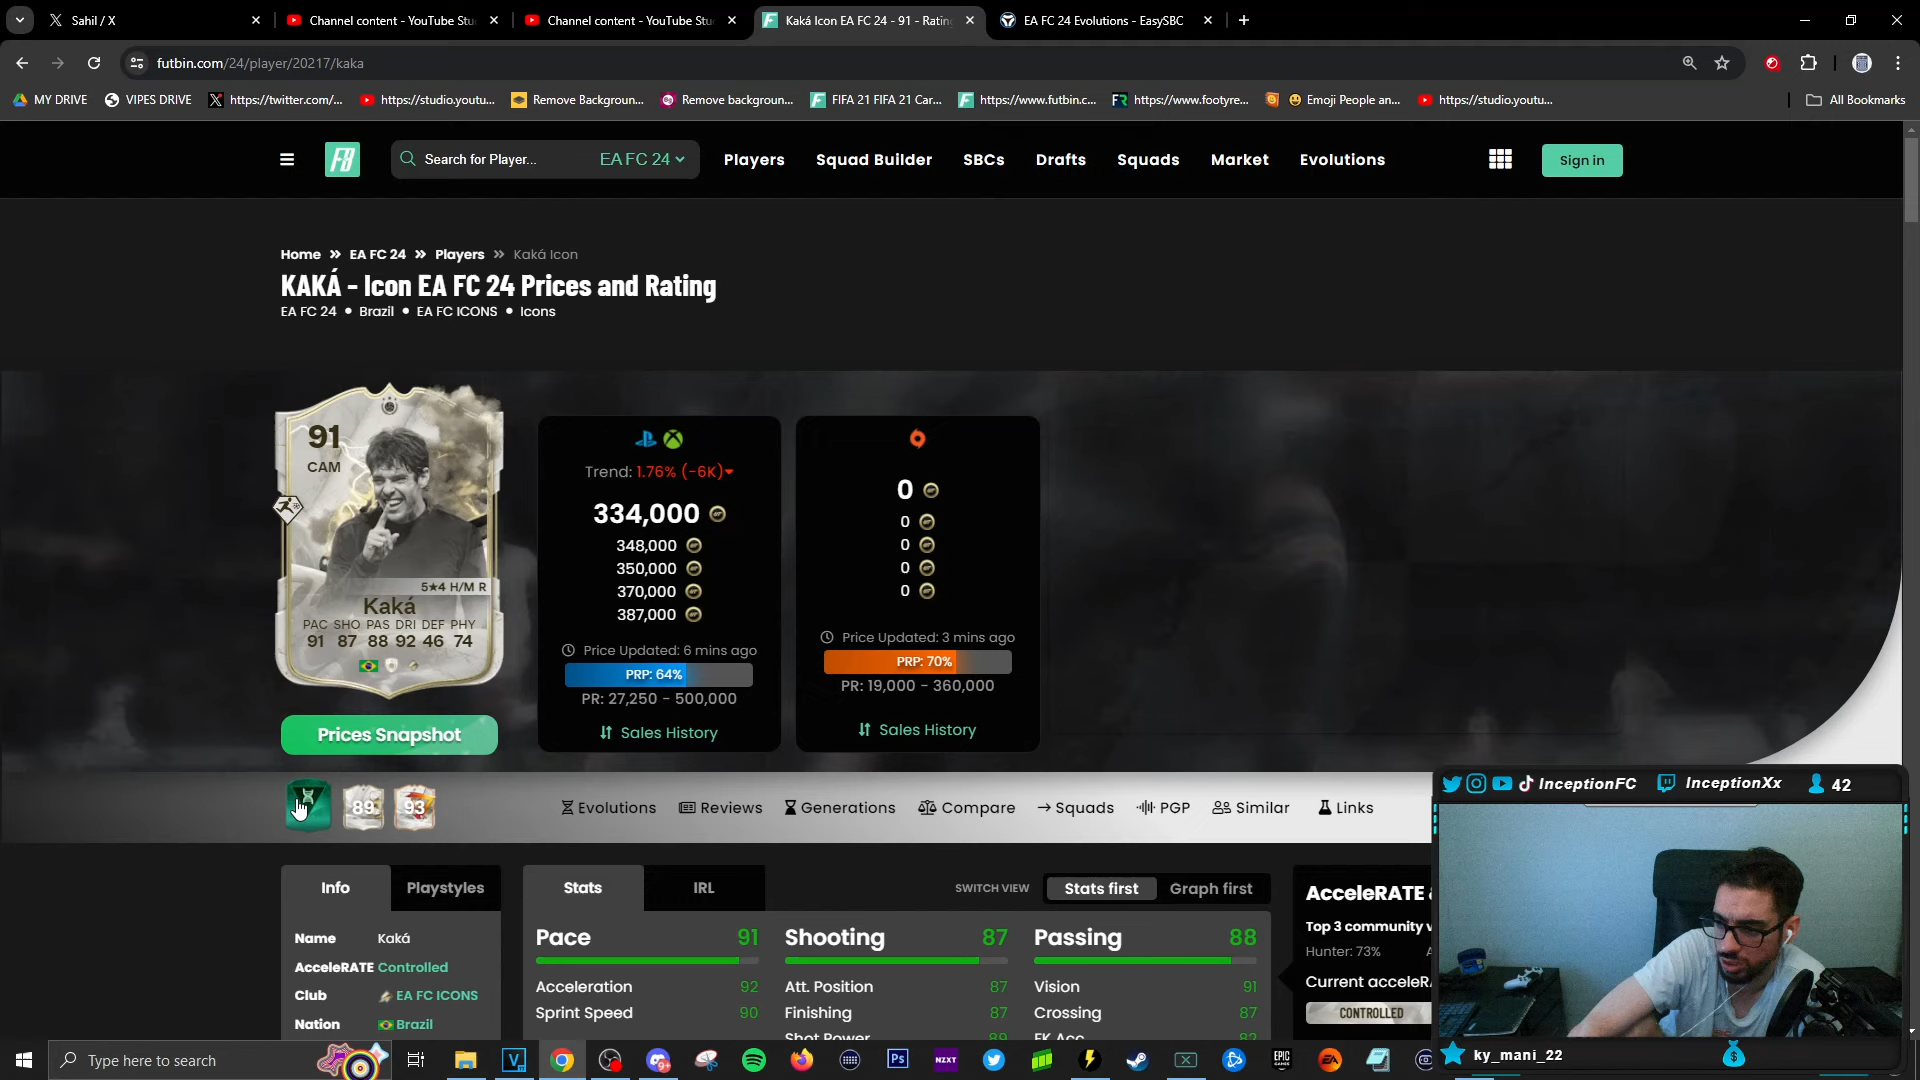 Sahil / X
Channel content - YouTube Stu
Channel content - YouTube Stu
Kaká Icon EA FC 24 - 91 - Ratin
EA FC 24 Evolutions - EasySBC
futbin.com/24/player/20217/kaka
MY DRIVE
VIPES DRIVE
https://twitter.com/...
https://studio.youtu...
Remove Backgroun...
Remove backgroun...
FIFA 21 FIFA 21 Car...
https://www.futbin.c...
https://www.footyre...
Emoji People an...
https://studio.youtu...
All Bookmarks
Search for Player...
EA FC 24
Players
Squad Builder
SBCs
Drafts
Squads
Market
Evolutions
Sign in
Home » EA FC 24 » Players » Kaká Icon
KAKÁ - Icon EA FC 24 Prices and Rating
EA FC 24 • Brazil • EA FC ICONS • Icons
91
CAM
5★4 H/M R
Kaká
PAC SHO PAS DRI DEF PHY
91 87 88 92 46 74
Prices Snapshot
Trend: 1.76% (-6K)
334,000
348,000
350,000
370,000
387,000
Price Updated: 6 mins ago
PRP: 64%
PR: 27,250 - 500,000
Sales History
0
0
0
0
0
Price Updated: 3 mins ago
PRP: 70%
PR: 19,000 - 360,000
Sales History
89
93
Evolutions
Reviews
Generations
Compare
Squads
PGP
Similar
Links
Info
Playstyles
Name Kaká
AcceleRATE Controlled
Club EA FC ICONS
Nation Brazil
Stats
IRL
SWITCH VIEW
Stats first
Graph first
Pace 91
Acceleration 92
Sprint Speed 90
Shooting 87
Att. Position 87
Finishing 87
Shot Power 89
Passing 88
Vision 91
Crossing 87
FK Acc. 82
AcceleRATE
Top 3 community
Hunter: 73%
Current acceleR
CONTROLLED
InceptionFC
InceptionXx
42
ky_mani_22
Type here to search
NZXT
Ps
EPIC
GAMES
EA